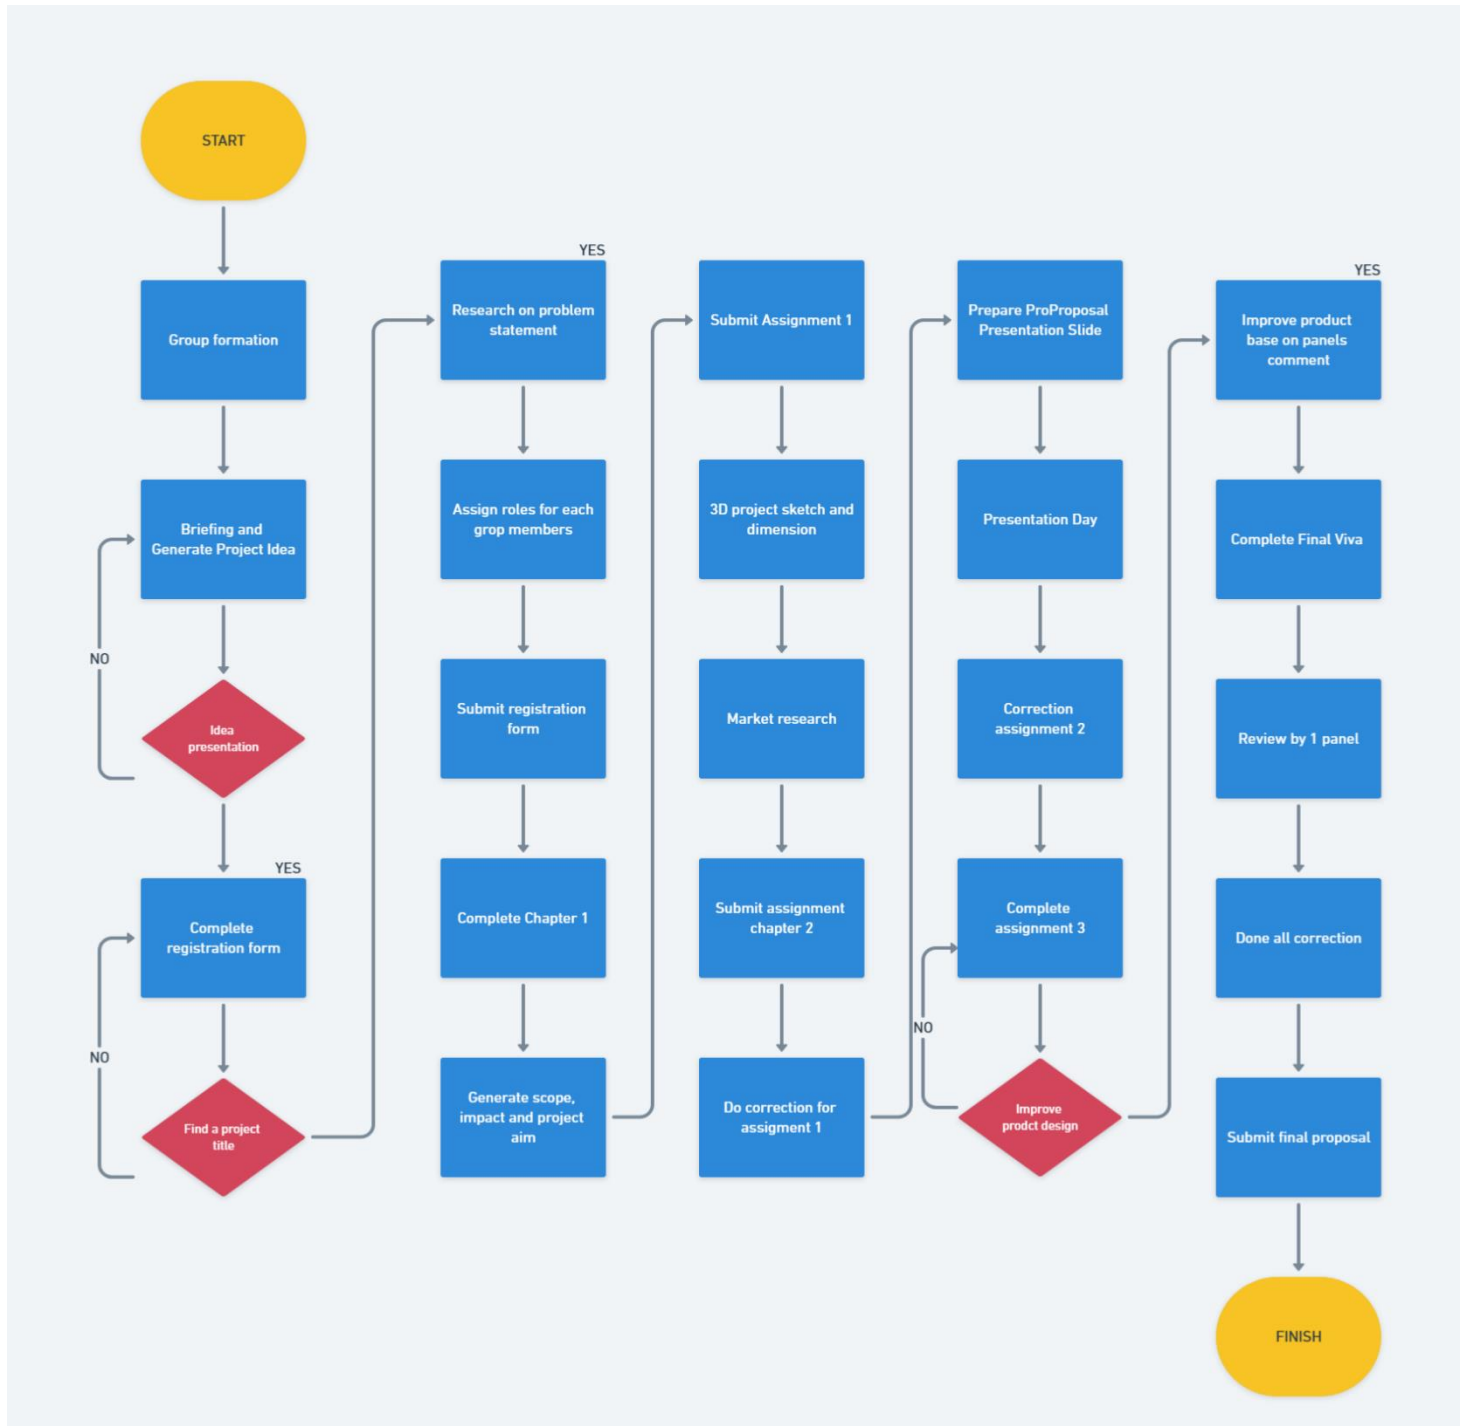 START
Group formation
Briefing and
Generate Project Idea
NO
Idea
presentation
YES
Complete
registration form
NO
Find a project
title
YES
Research on problem
statement
Assign roles for each
grop members
Submit registration
form
Complete Chapter 1
Generate scope,
impact and project
aim
Submit Assignment 1
3D project sketch and
dimension
Market research
Submit assignment
chapter 2
Do correction for
assigment 1
Prepare ProProposal
Presentation Slide
Presentation Day
Correction
assignment 2
Complete
assignment 3
NO
Improve
prodct design
YES
Improve product
base on panels
comment
Complete Final Viva
Review by 1 panel
Done all correction
Submit final proposal
FINISH